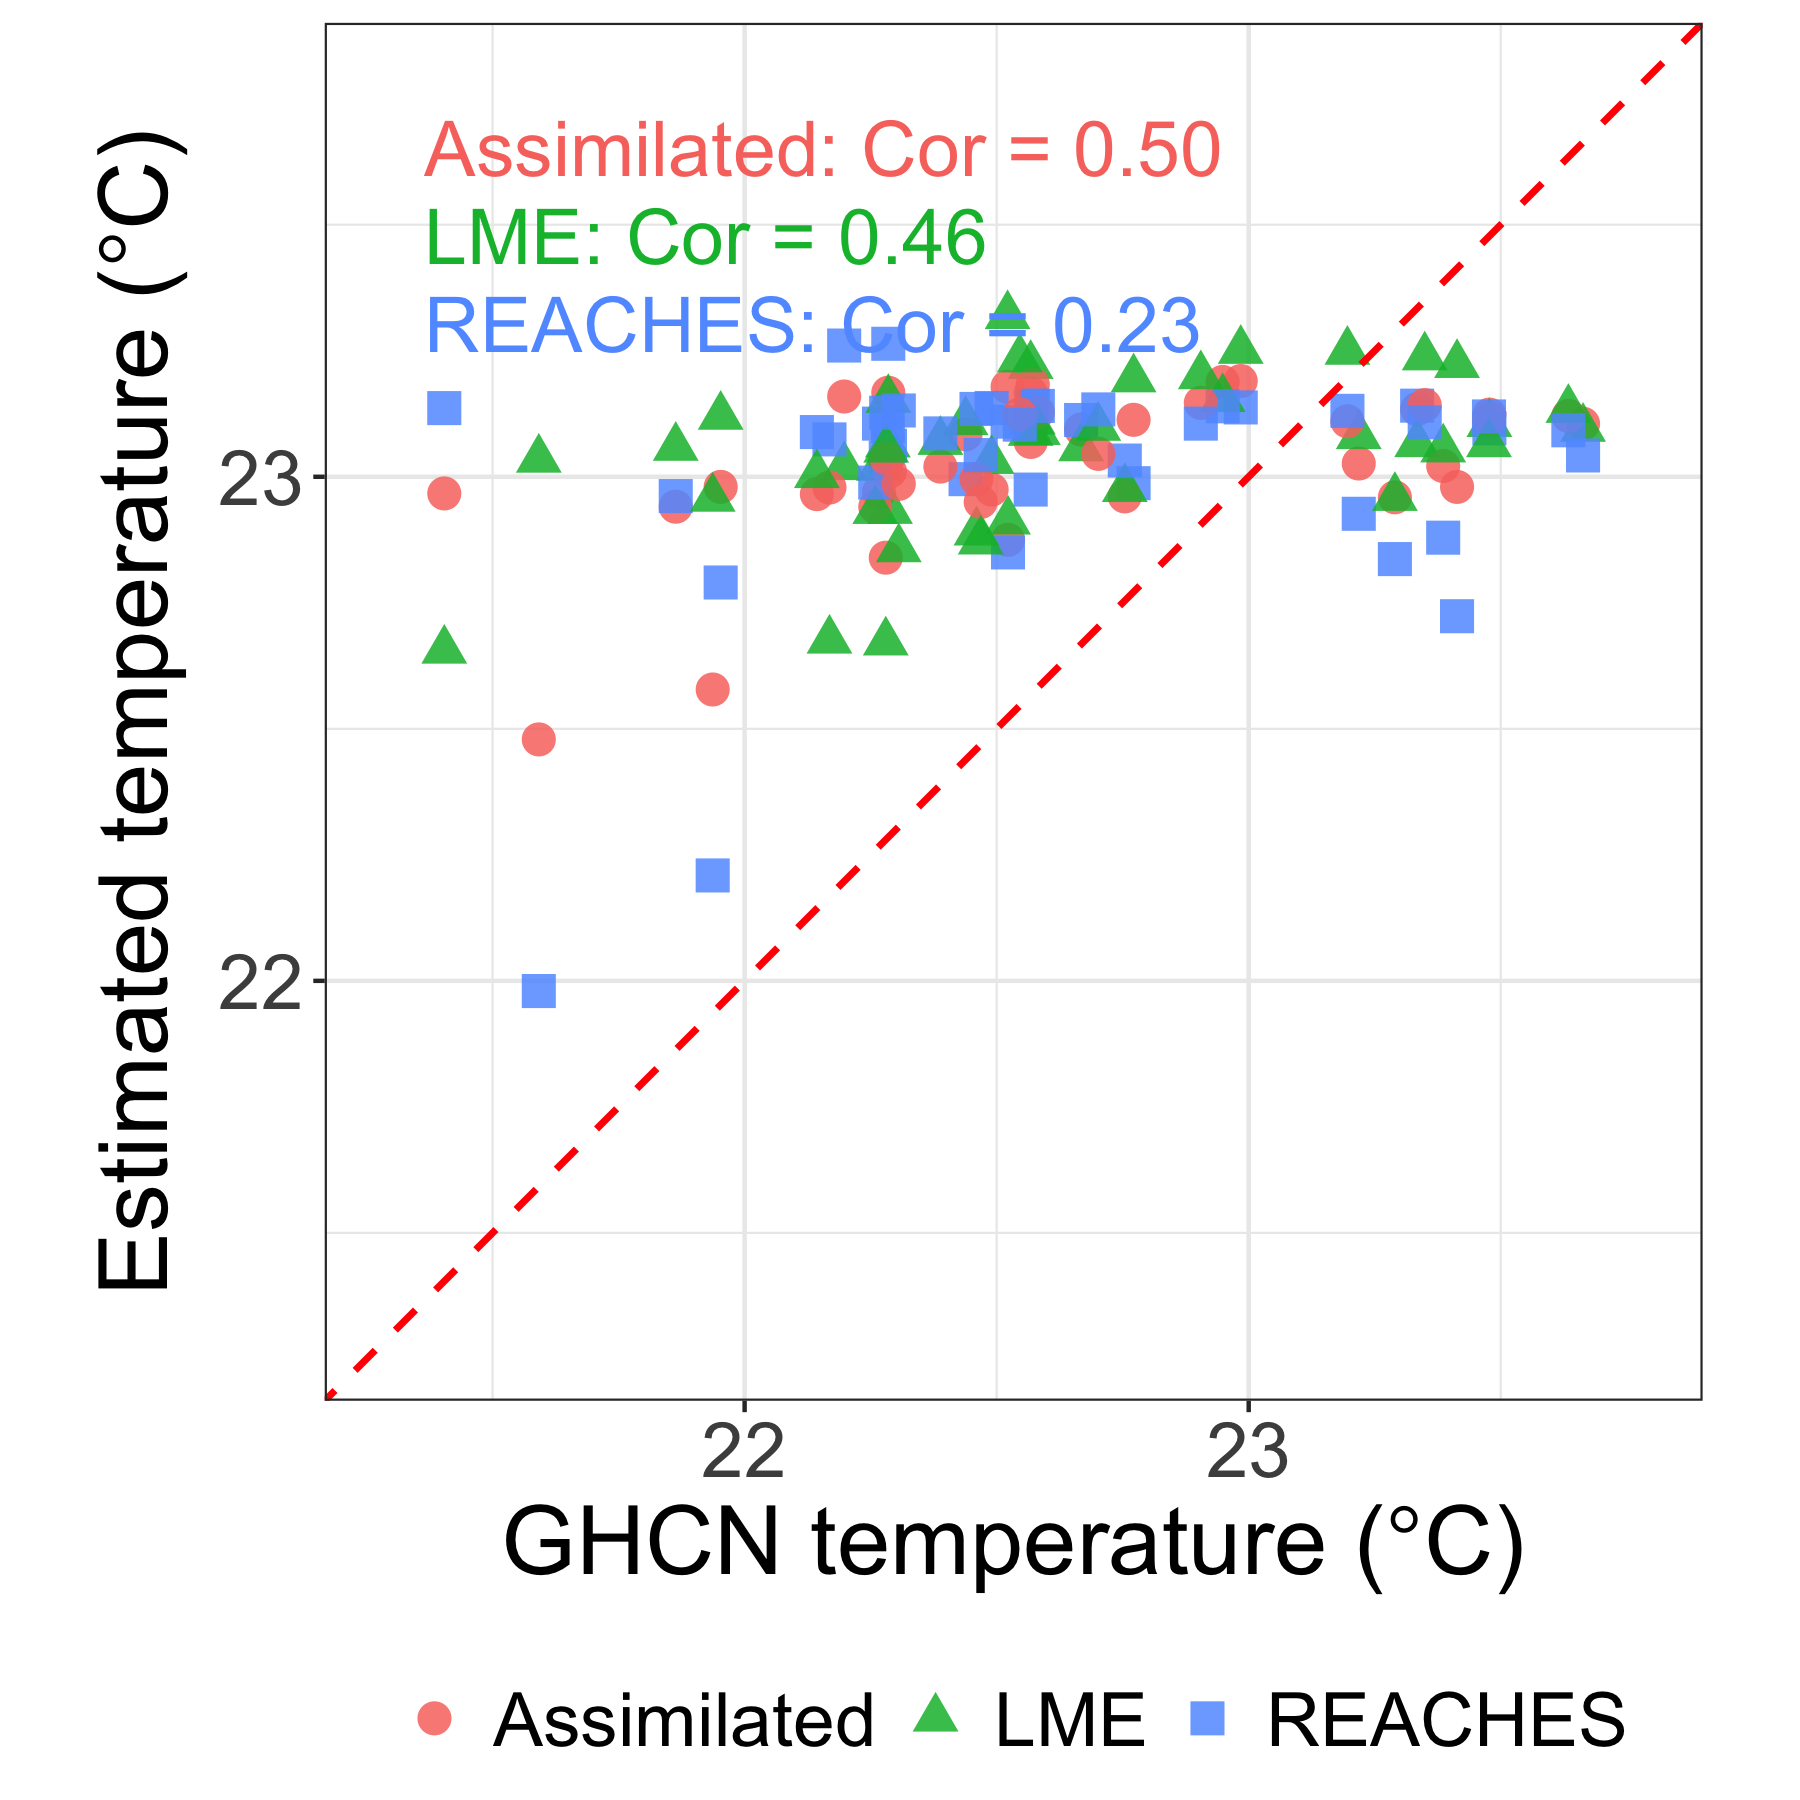 Assimilated: Cor = 0.50
LME: Cor = 0.46
REACHES: Cor = 0.23
Estimated temperature (°C)
23
22
22 23
GHCN temperature (°C)
Assimilated LME REACHES